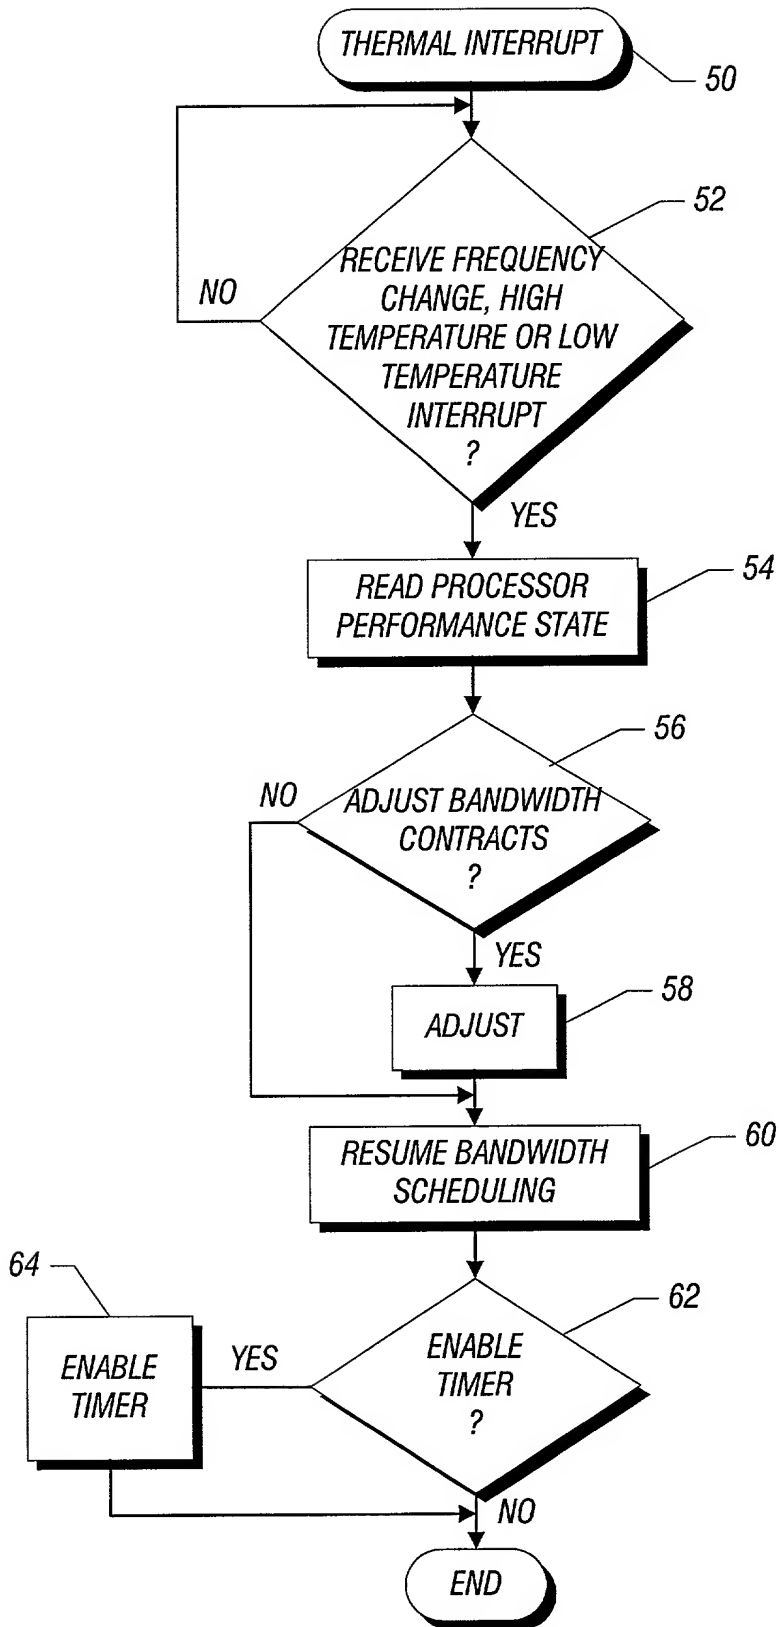 THERMAL INTERRUPT
50
52
RECEIVE FREQUENCY
CHANGE, HIGH
TEMPERATURE OR LOW
TEMPERATURE
INTERRUPT
?
NO
YES
54
READ PROCESSOR
PERFORMANCE STATE
56
NO
ADJUST BANDWIDTH
CONTRACTS
?
YES
58
ADJUST
60
RESUME BANDWIDTH
SCHEDULING
64
62
ENABLE
TIMER
YES
ENABLE
TIMER
?
NO
END